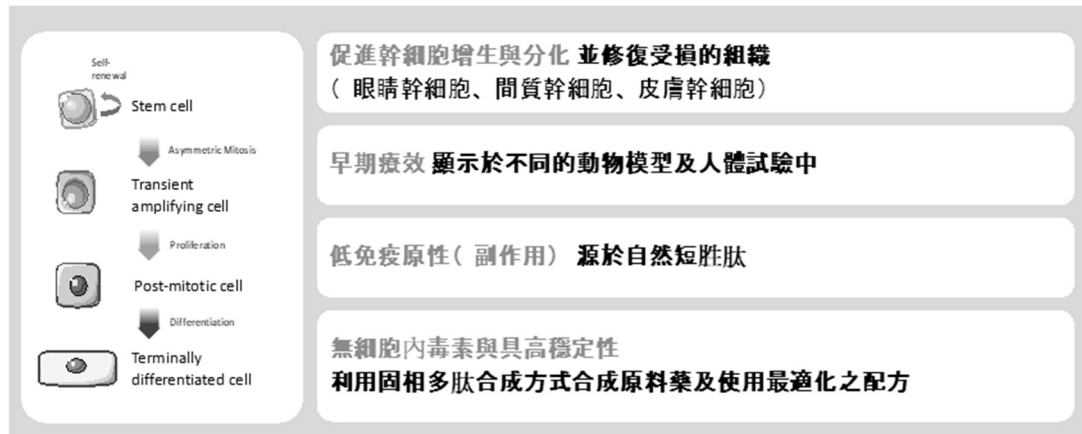 Self-
renewal
Stem cell
Asymmetric Mitosis
Transient
amplifying cell
Proliferation
Post-mitotic cell
Differentiation
Terminally
differentiated cell
促進幹細胞增生與分化 並修復受損的組織
( 眼睛幹細胞、間質幹細胞、皮膚幹細胞)
早期療效 顯示於不同的動物模型及人體試驗中
低免疫原性( 副作用) 源於自然短胜肽
無細胞內毒素與具高穩定性
利用固相多肽合成方式合成原料藥及使用最適化之配方